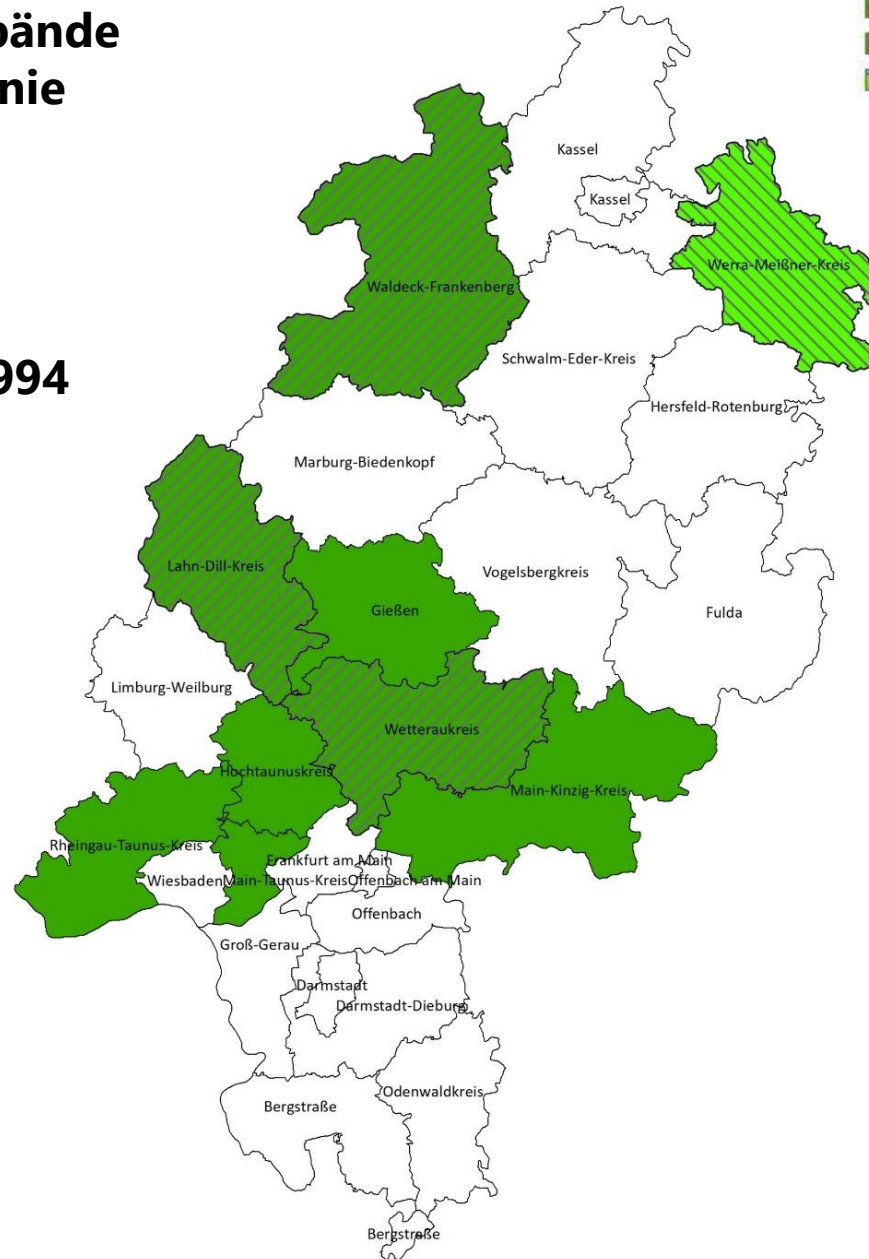 bände
nie
994
Kassel
Kassel
Werra-Meißner-Kreis
Waldeck-Frankenberg
Schwalm-Eder-Kreis
Hersfeld-Rotenburg
Marburg-Biedenkopf
Lahn-Dill-Kreis
Vogelsbergkreis
Gießen
Fulda
Limburg-Weilburg
Wetteraukreis
Hochtaunuskreis
Main-Kinzig-Kreis
Rheingau-Taunus-Kreis
Frankfurt am Main
Wiesbaden
Main-Taunus-Kreis
Offenbach am Main
Offenbach
Groß-Gerau
Darmstadt
Darmstadt-Dieburg
Odenwaldkreis
Bergstraße
Bergstraße